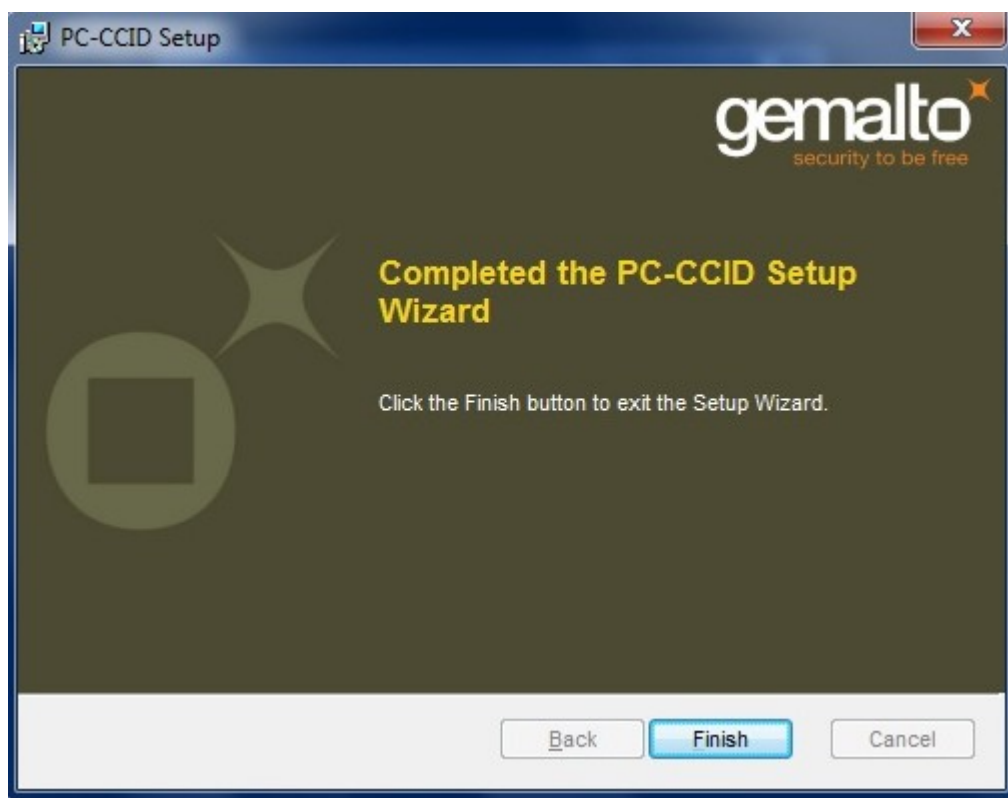 PC-CCID Setup
gemalto
security to be free
Completed the PC-CCID Setup
Wizard
Click the Finish button to exit the Setup Wizard.
Back Finish Cancel